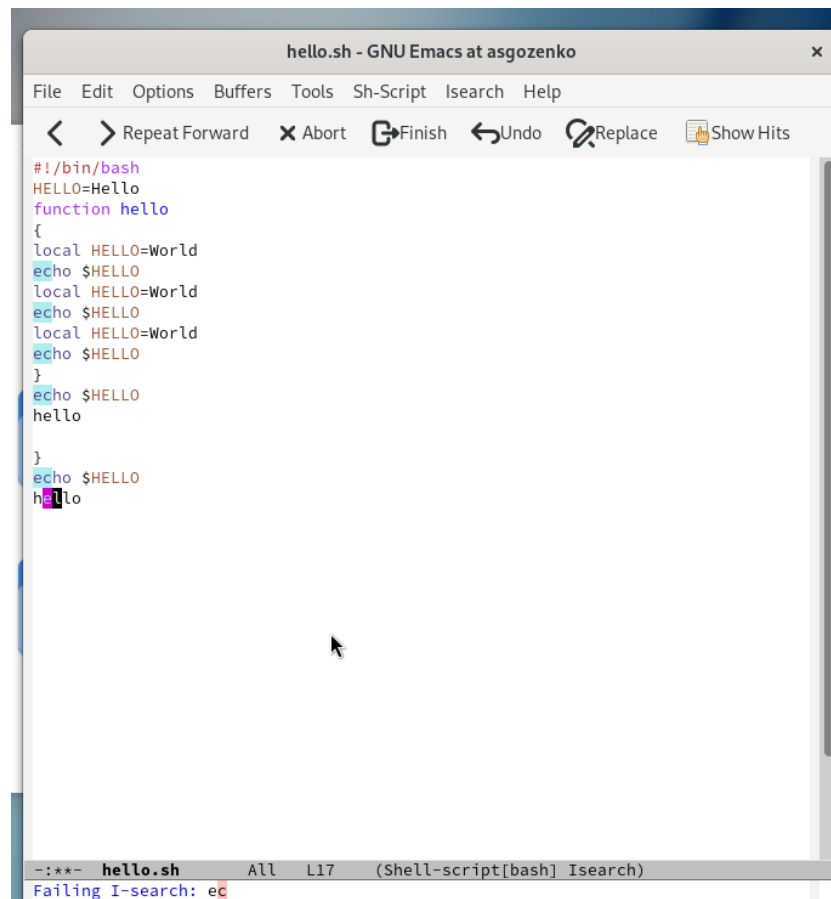 hello.sh - GNU Emacs at asgozenko ×
File Edit Options Buffers Tools Sh-Script Isearch Help
Repeat Forward Abort Finish Undo Replace Show Hits
#!/bin/bash
HELLO=Hello
function hello
{
local HELLO=World
echo $HELLO
local HELLO=World
echo $HELLO
local HELLO=World
echo $HELLO
}
echo $HELLO
hello
}
echo $HELLO
hello
-:**- hello.sh All L17 (Shell-script[bash] Isearch)
Failing I-search: ec